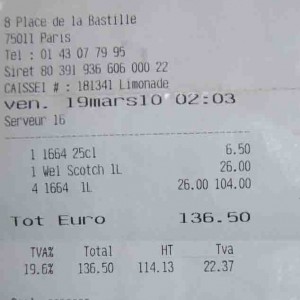 8 Place de la Bastille
75011 Paris
Tel : 01 43 07 79 95
Siret 80 391 936 606 000 22
CAISSE1 # : 181341 Limonade
ven. 19mars10 02:03
Serveur 16
1 1664 25cl 6.50
1 Wel Scotch 1L 26.00
4 1664 1L 26.00 104.00
Tot Euro 136.50
TVA% Total HT Tva
19.6% 136.50 114.13 22.37